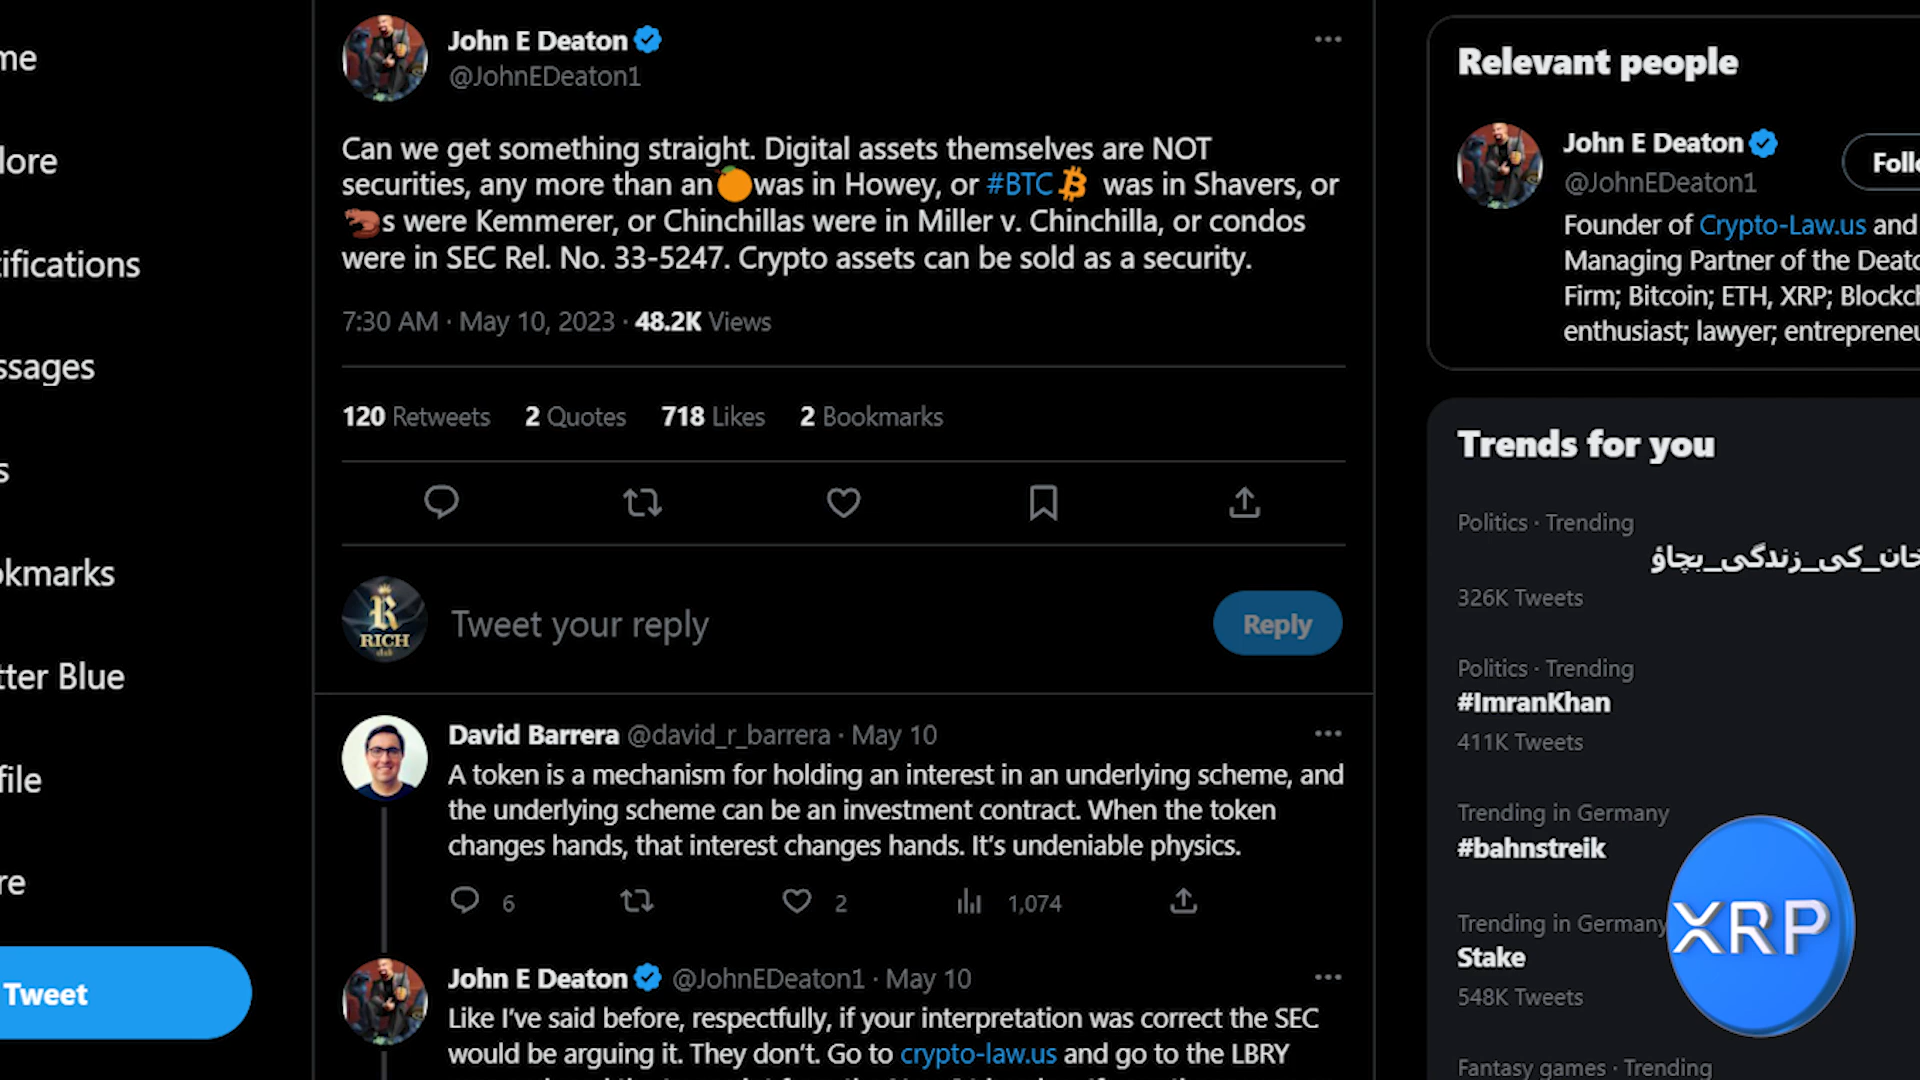 me
lore
tifications
ssages
s
okmarks
tter Blue
file
re
Tweet
John E Deaton
@JohnEDeaton1
Can we get something straight. Digital assets themselves are NOT
securities, any more than an🍊was in Howey, or #BTC was in Shavers, or
🦫s were Kemmerer, or Chinchillas were in Miller v. Chinchilla, or condos
were in SEC Rel. No. 33-5247. Crypto assets can be sold as a security.
7:30 AM · May 10, 2023 · 48.2K Views
120 Retweets 2 Quotes 718 Likes 2 Bookmarks
RICH
club
Tweet your reply
Reply
David Barrera @david_r_barrera · May 10
A token is a mechanism for holding an interest in an underlying scheme, and
the underlying scheme can be an investment contract. When the token
changes hands, that interest changes hands. It's undeniable physics.
6 2 1,074
John E Deaton @JohnEDeaton1 · May 10
Like I've said before, respectfully, if your interpretation was correct the SEC
would be arguing it. They don't. Go to crypto-law.us and go to the LBRY
Relevant people
John E Deaton
@JohnEDeaton1
Follo
Founder of Crypto-Law.us and
Managing Partner of the Deato
Firm; Bitcoin; ETH, XRP; Blockch
enthusiast; lawyer; entrepreneu
Trends for you
Politics · Trending
خان_کی_زندگی_بچاؤ
326K Tweets
Politics · Trending
#ImranKhan
411K Tweets
Trending in Germany
#bahnstreik
Trending in Germany
Stake
548K Tweets
Fantasy games · Trending
XRP